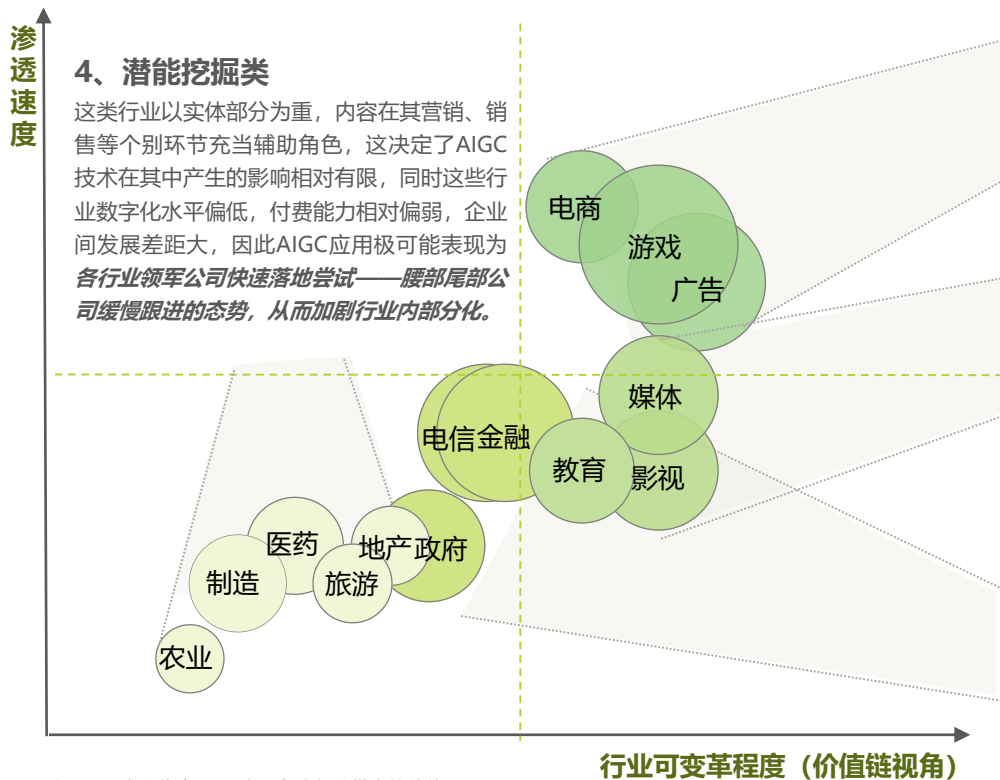 渗透速度
4、潜能挖掘类
这类行业以实体部分为重，内容在其营销、销
售等个别环节充当辅助角色，这决定了AIGC
技术在其中产生的影响相对有限，同时这些行
业数字化水平偏低，付费能力相对偏弱，企业
间发展差距大，因此AIGC应用极可能表现为
各行业领军公司快速落地尝试——腰部尾部公
司缓慢跟进的态势，从而加剧行业内部分化。
电商
游戏
广告
媒体
电信
金融
教育
影视
医药
地产
政府
制造
旅游
农业
行业可变革程度（价值链视角）